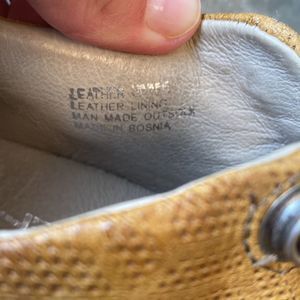 LEATHER UPPER
LEATHER LINING
MAN MADE OUTSOLE
MADE IN BOSNIA